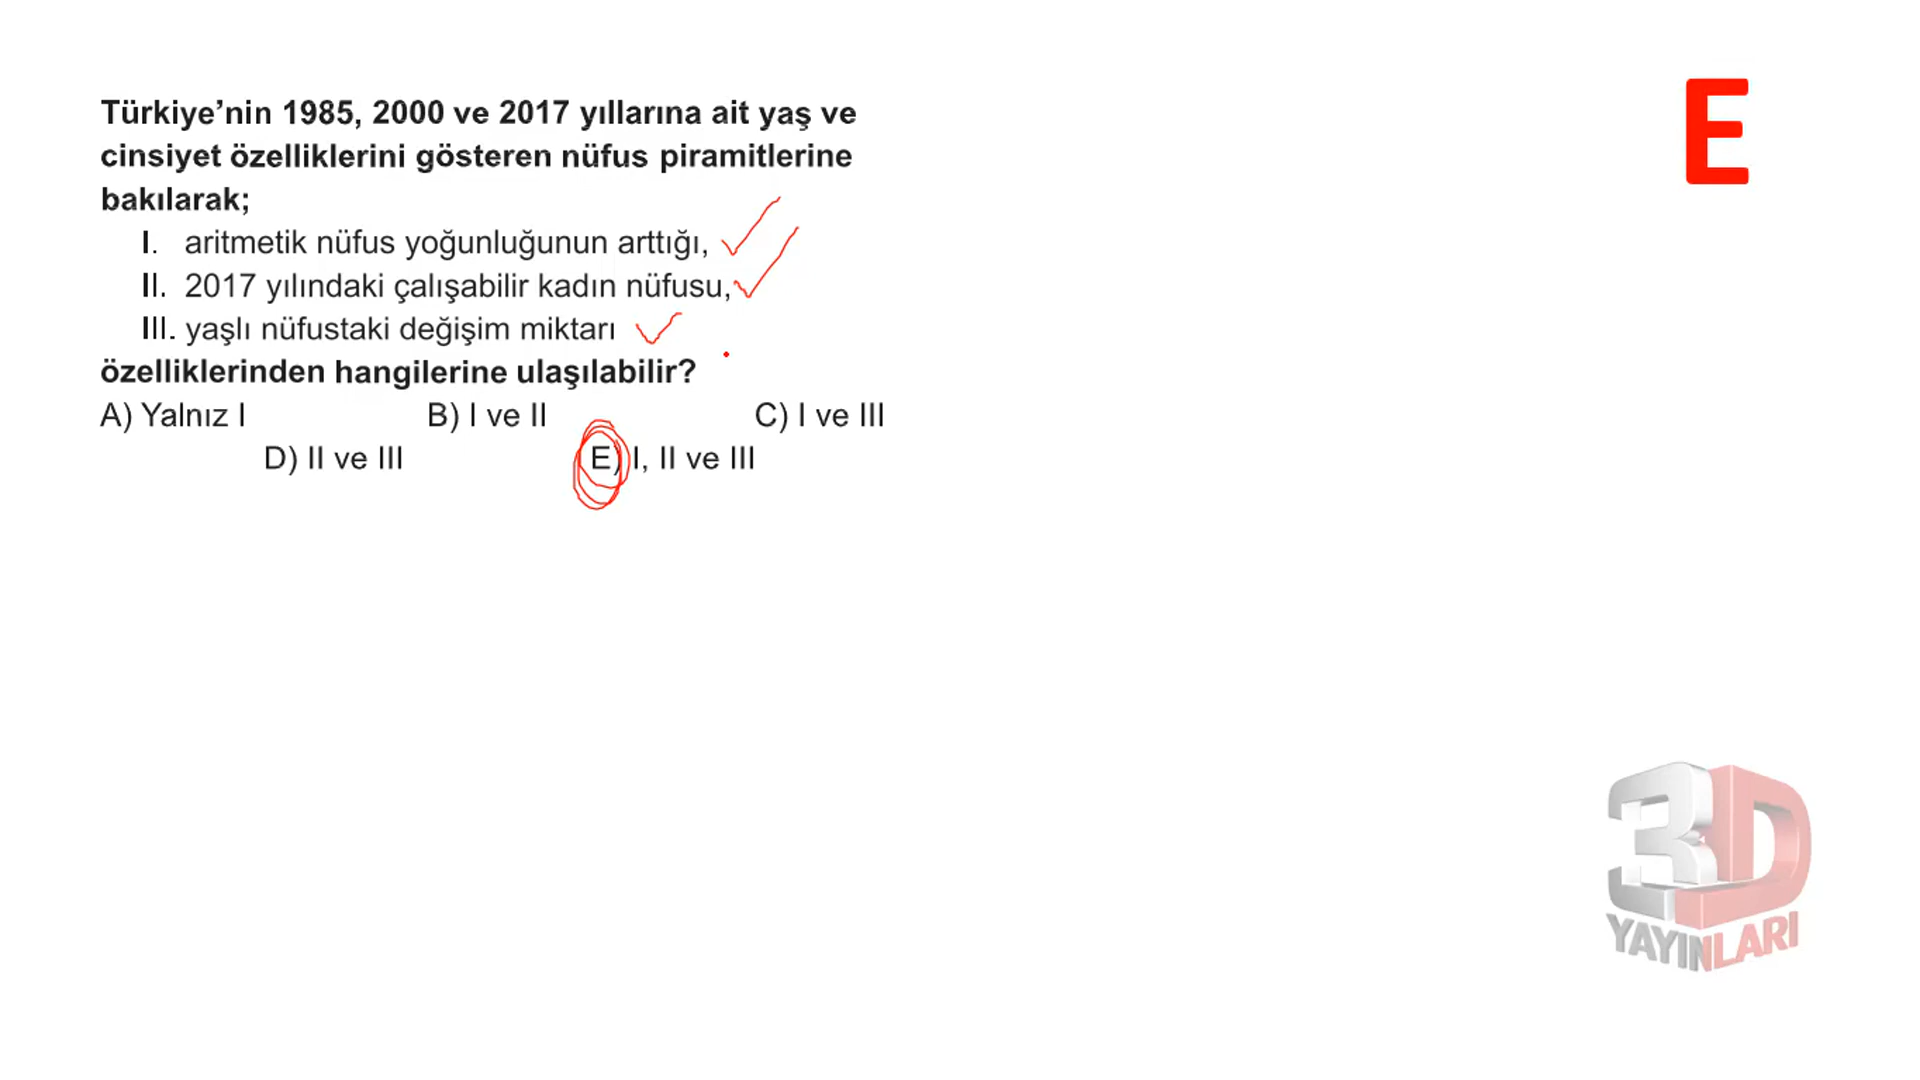 Türkiye'nin 1985, 2000 ve 2017 yıllarına ait yaş ve
cinsiyet özelliklerini gösteren nüfus piramitlerine
bakılarak;
I. aritmetik nüfus yoğunluğunun arttığı,
II. 2017 yılındaki çalışabilir kadın nüfusu,
III. yaşlı nüfustaki değişim miktarı
özelliklerinden hangilerine ulaşılabilir?
A) Yalnız I B) I ve II C) I ve III
D) II ve III E) I, II ve III
E
3D
YAYINLARI